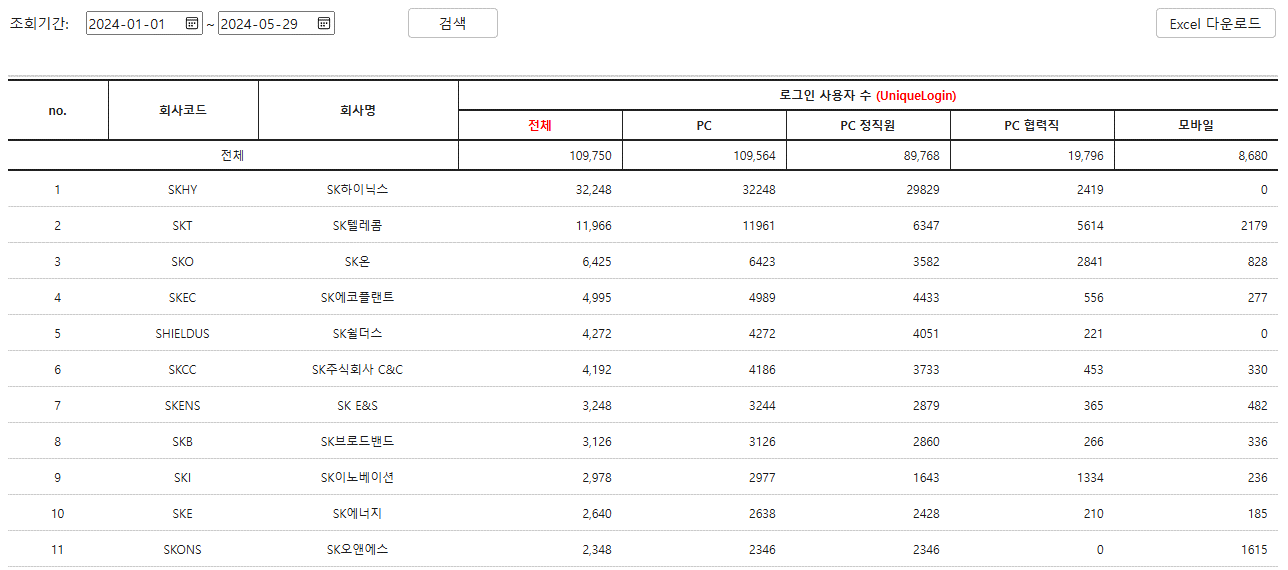 조회기간: 2024-01-01 ~ 2024-05-29 검색 Excel 다운로드
no. 회사코드 회사명 로그인 사용자 수 (UniqueLogin)
전체 PC PC 정직원 PC 협력직 모바일
전체 109,750 109,564 89,768 19,796 8,680
1 SKHY SK하이닉스 32,248 32248 29829 2419 0
2 SKT SK텔레콤 11,966 11961 6347 5614 2179
3 SKO SK온 6,425 6423 3582 2841 828
4 SKEC SK에코플랜트 4,995 4989 4433 556 277
5 SHIELDUS SK쉴더스 4,272 4272 4051 221 0
6 SKCC SK주식회사 C&C 4,192 4186 3733 453 330
7 SKENS SK E&S 3,248 3244 2879 365 482
8 SKB SK브로드밴드 3,126 3126 2860 266 336
9 SKI SK이노베이션 2,978 2977 1643 1334 236
10 SKE SK에너지 2,640 2638 2428 210 185
11 SKONS SK오앤에스 2,348 2346 2346 0 1615